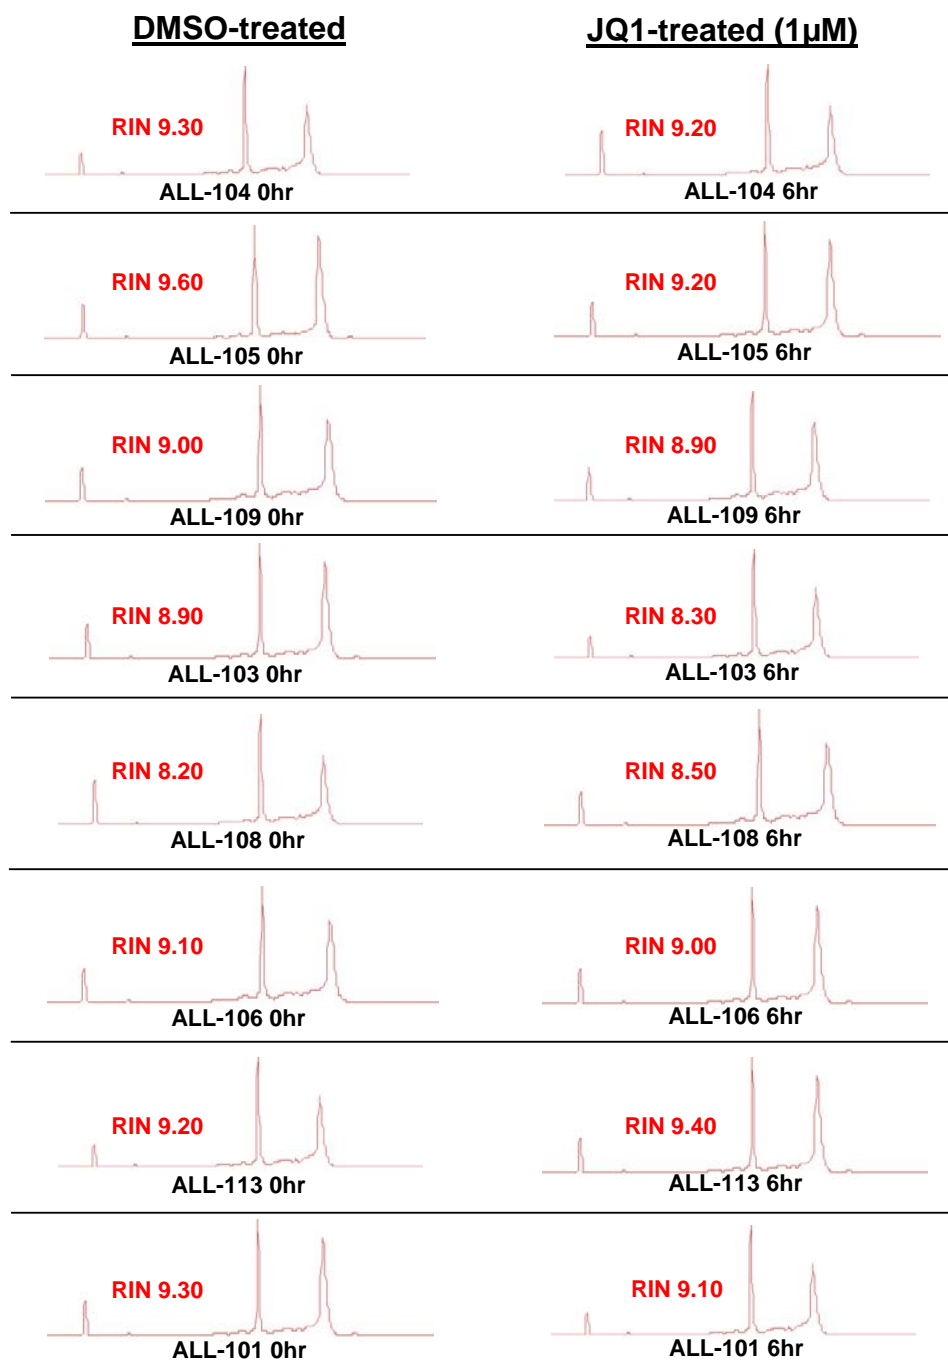 DMSO-treated
JQ1-treated (1µM)
RIN 9.30
RIN 9.20
ALL-104 0hr
ALL-104 6hr
RIN 9.60
RIN 9.20
ALL-105 0hr
ALL-105 6hr
RIN 9.00
RIN 8.90
ALL-109 0hr
ALL-109 6hr
RIN 8.90
RIN 8.30
ALL-103 0hr
ALL-103 6hr
RIN 8.20
RIN 8.50
ALL-108 0hr
ALL-108 6hr
RIN 9.10
RIN 9.00
ALL-106 0hr
ALL-106 6hr
RIN 9.20
RIN 9.40
ALL-113 0hr
ALL-113 6hr
RIN 9.30
RIN 9.10
ALL-101 0hr
ALL-101 6hr